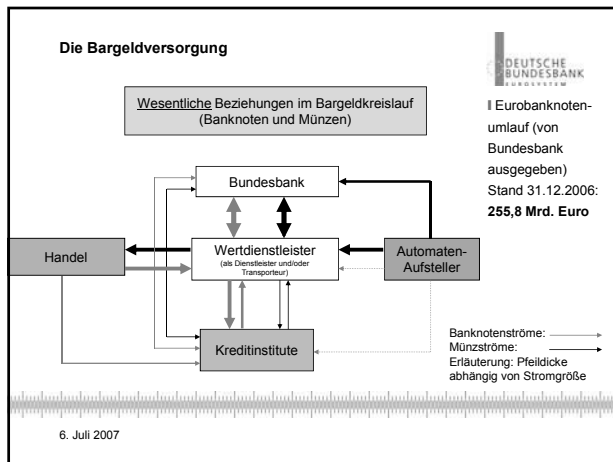 Die Bargeldversorgung
DEUTSCHE
BUNDESBANK
EUROSYSTEM
Wesentliche Beziehungen im Bargeldkreislauf
(Banknoten und Münzen)
Eurobanknoten-
umlauf (von
Bundesbank
ausgegeben)
Stand 31.12.2006:
255,8 Mrd. Euro
Bundesbank
Handel
Wertdienstleister
(als Dienstleister und/oder
Transporteur)
Automaten-
Aufsteller
Kreditinstitute
Banknotenströme:
Münzströme:
Erläuterung: Pfeildicke
abhängig von Stromgröße
6. Juli 2007